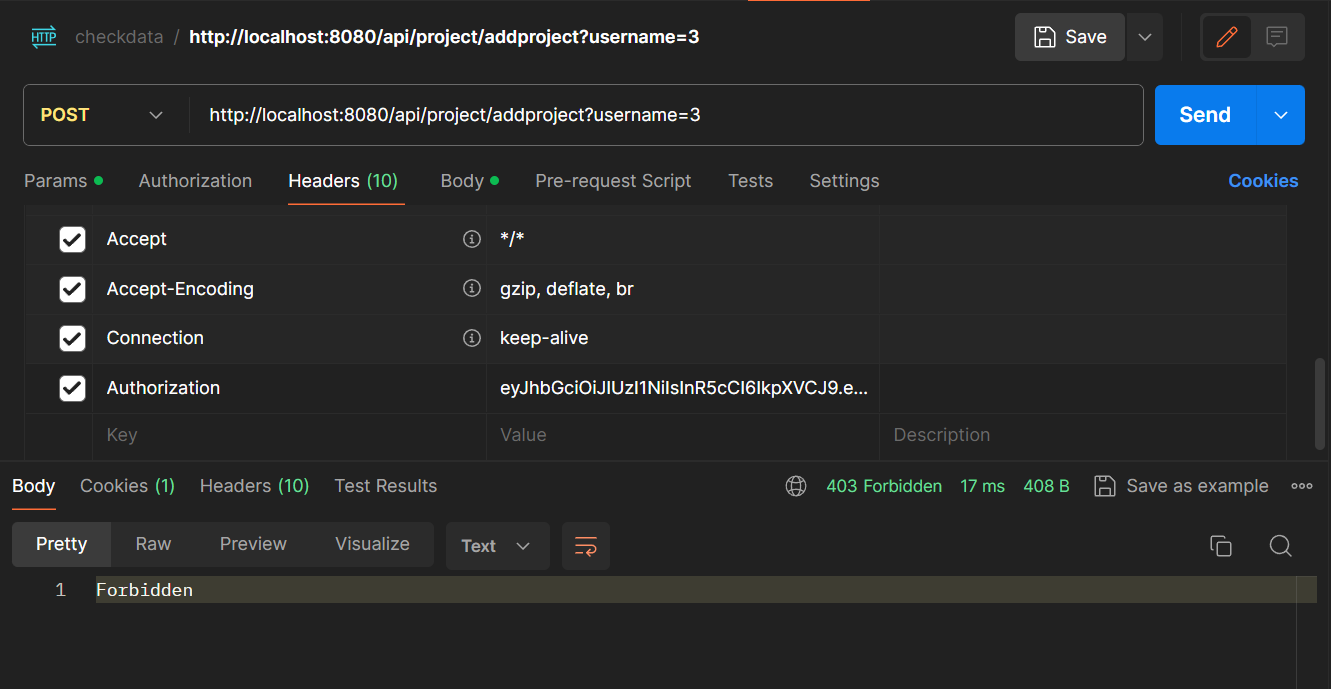 HTTP checkdata / http://localhost:8080/api/project/addproject?username=3 Save
POST http://localhost:8080/api/project/addproject?username=3 Send
Params Authorization Headers (10) Body Pre-request Script Tests Settings Cookies
Accept */*
Accept-Encoding gzip, deflate, br
Connection keep-alive
Authorization eyJhbGciOiJIUzI1NiIsInR5cCI6IkpXVCJ9.e...
Key Value Description
Body Cookies (1) Headers (10) Test Results 403 Forbidden 17 ms 408 B Save as example
Pretty Raw Preview Visualize Text
1 Forbidden